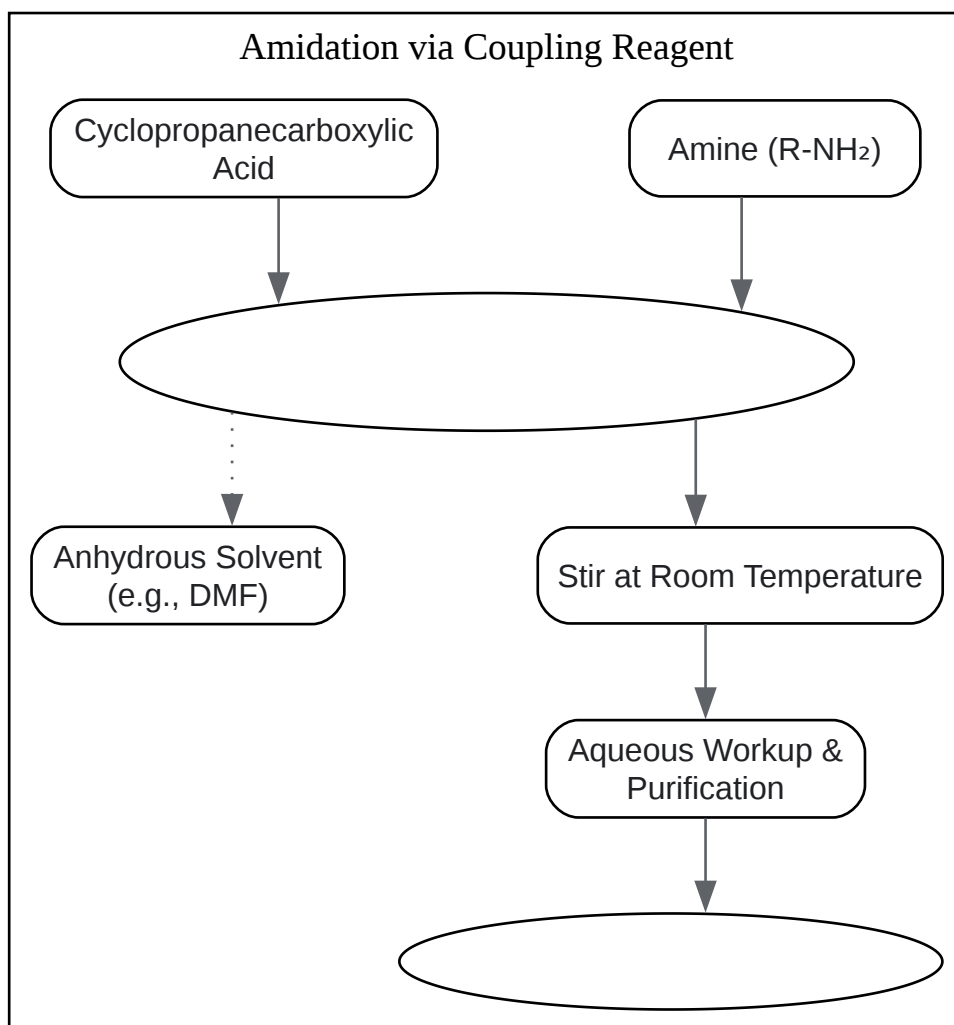 Amidation via Coupling Reagent
Cyclopropanecarboxylic
Acid
Amine (R-NH₂)
Anhydrous Solvent
(e.g., DMF)
Stir at Room Temperature
Aqueous Workup &
Purification